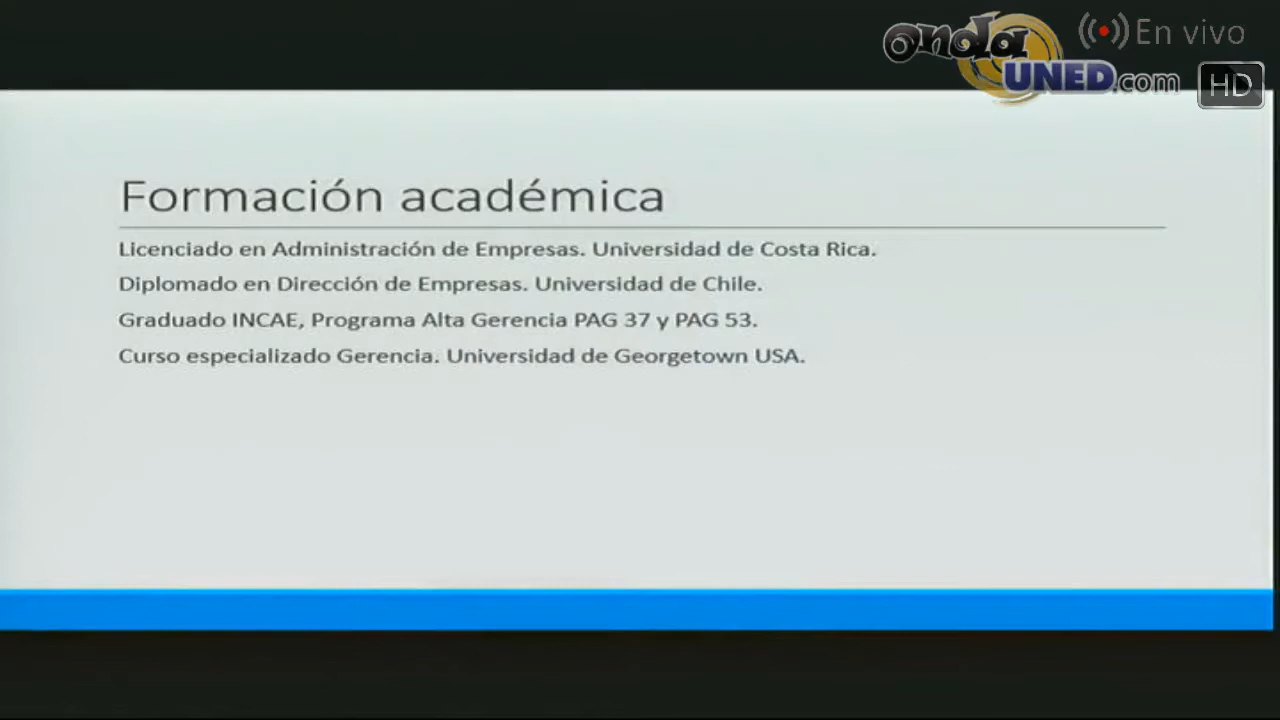 onda
UNED.com
En vivo
HD
Formación académica
Licenciado en Administración de Empresas. Universidad de Costa Rica.
Diplomado en Dirección de Empresas. Universidad de Chile.
Graduado INCAE, Programa Alta Gerencia PAG 37 y PAG 53.
Curso especializado Gerencia. Universidad de Georgetown USA.